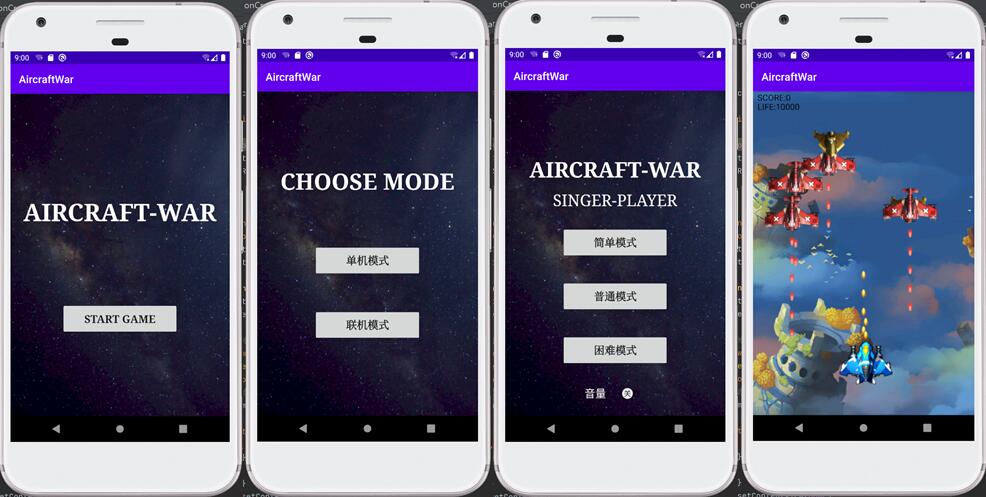 9:00
AircraftWar
AIRCRAFT-WAR
START GAME
9:00
AircraftWar
CHOOSE MODE
单机模式
联机模式
9:00
AircraftWar
AIRCRAFT-WAR
SINGER-PLAYER
简单模式
普通模式
困难模式
音量 关
9:00
AircraftWar
SCORE:0
LIFE:10000